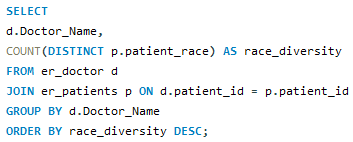 SELECT
d.Doctor_Name,
COUNT(DISTINCT p.patient_race) AS race_diversity
FROM er_doctor d
JOIN er_patients p ON d.patient_id = p.patient_id
GROUP BY d.Doctor_Name
ORDER BY race_diversity DESC;